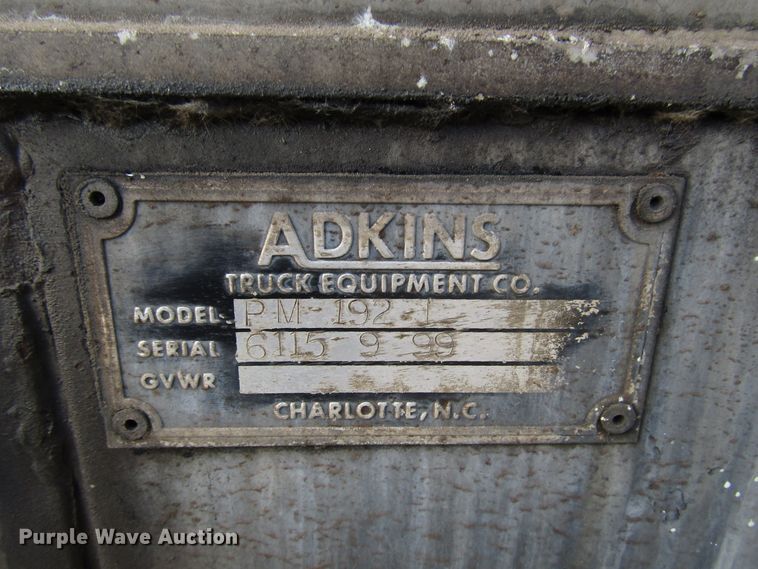 ADKINS
TRUCK EQUIPMENT CO.
MODEL PM-192-L
SERIAL 6115 9 99
GVWR
CHARLOTTE, N.C.
Purple Wave Auction